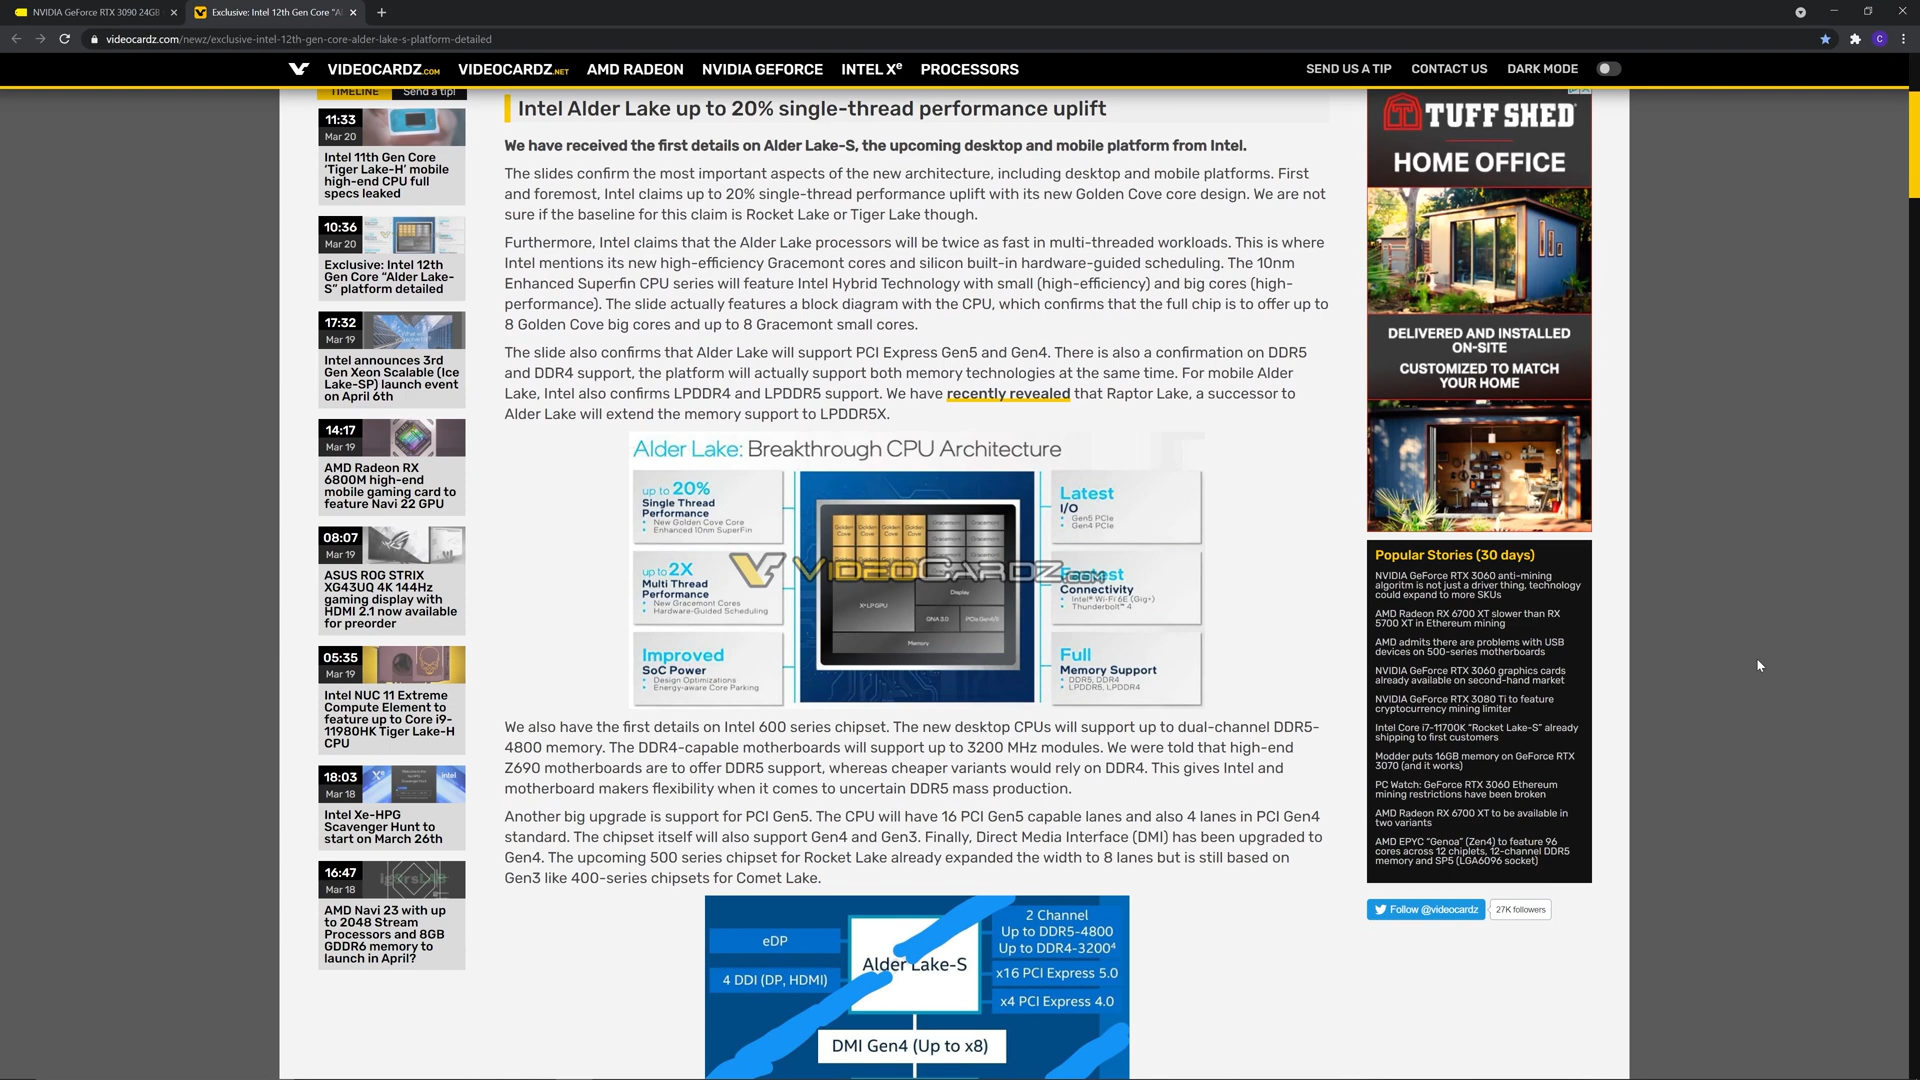 NVIDIA GeForce RTX 3090 24GB
Exclusive: Intel 12th Gen Core "Al
videocardz.com/newz/exclusive-intel-12th-gen-core-alder-lake-s-platform-detailed
C
VIDEOCARDZ.COM VIDEOCARDZ.NET AMD RADEON NVIDIA GEFORCE INTEL Xe PROCESSORS
SEND US A TIP CONTACT US DARK MODE
TIMELINE Send a tip!
11:33
Mar 20
Intel 11th Gen Core
'Tiger Lake-H' mobile
high-end CPU full
specs leaked
10:36
Mar 20
Exclusive: Intel 12th
Gen Core "Alder Lake-
S" platform detailed
17:32
Mar 19
Intel announces 3rd
Gen Xeon Scalable (Ice
Lake-SP) launch event
on April 6th
14:17
Mar 19
AMD Radeon RX
6800M high-end
mobile gaming card to
feature Navi 22 GPU
08:07
Mar 19
ASUS ROG STRIX
XG43UQ 4K 144Hz
gaming display with
HDMI 2.1 now available
for preorder
05:35
Mar 19
Intel NUC 11 Extreme
Compute Element to
feature up to Core i9-
11980HK Tiger Lake-H
CPU
18:03
Mar 18
Intel Xe-HPG
Scavenger Hunt to
start on March 26th
16:47
Mar 18
AMD Navi 23 with up
to 2048 Stream
Processors and 8GB
GDDR6 memory to
launch in April?
Intel Alder Lake up to 20% single-thread performance uplift
We have received the first details on Alder Lake-S, the upcoming desktop and mobile platform from Intel.
The slides confirm the most important aspects of the new architecture, including desktop and mobile platforms. First
and foremost, Intel claims up to 20% single-thread performance uplift with its new Golden Cove core design. We are not
sure if the baseline for this claim is Rocket Lake or Tiger Lake though.
Furthermore, Intel claims that the Alder Lake processors will be twice as fast in multi-threaded workloads. This is where
Intel mentions its new high-efficiency Gracemont cores and silicon built-in hardware-guided scheduling. The 10nm
Enhanced Superfin CPU series will feature Intel Hybrid Technology with small (high-efficiency) and big cores (high-
performance). The slide actually features a block diagram with the CPU, which confirms that the full chip is to offer up to
8 Golden Cove big cores and up to 8 Gracemont small cores.
The slide also confirms that Alder Lake will support PCI Express Gen5 and Gen4. There is also a confirmation on DDR5
and DDR4 support, the platform will actually support both memory technologies at the same time. For mobile Alder
Lake, Intel also confirms LPDDR4 and LPDDR5 support. We have recently revealed that Raptor Lake, a successor to
Alder Lake will extend the memory support to LPDDR5X.
Alder Lake: Breakthrough CPU Architecture
up to 20%
Single Thread
Performance
• New Golden Cove Core
• Enhanced 10nm SuperFin
up to 2X
Multi Thread
Performance
• New Gracemont Cores
• Hardware-Guided Scheduling
Improved
SoC Power
• Design Optimizations
• Energy-aware Core Parking
Golden Cove Golden Cove Golden Cove Golden Cove Gracemont Gracemont
Xe LP GPU
Display
GNA 3.0
PCIe Gen4/5
Memory
VIDEOCARDZ.COM
Latest
I/O
• Gen5 PCIe
• Gen4 PCIe
Connectivity
• Intel® Wi-Fi 6E (Gig+)
• Thunderbolt™ 4
Full
Memory Support
• DDR5, DDR4
• LPDDR5, LPDDR4
We also have the first details on Intel 600 series chipset. The new desktop CPUs will support up to dual-channel DDR5-
4800 memory. The DDR4-capable motherboards will support up to 3200 MHz modules. We were told that high-end
Z690 motherboards are to offer DDR5 support, whereas cheaper variants would rely on DDR4. This gives Intel and
motherboard makers flexibility when it comes to uncertain DDR5 mass production.
Another big upgrade is support for PCI Gen5. The CPU will have 16 PCI Gen5 capable lanes and also 4 lanes in PCI Gen4
standard. The chipset itself will also support Gen4 and Gen3. Finally, Direct Media Interface (DMI) has been upgraded to
Gen4. The upcoming 500 series chipset for Rocket Lake already expanded the width to 8 lanes but is still based on
Gen3 like 400-series chipsets for Comet Lake.
eDP
4 DDI (DP, HDMI)
Alder Lake-S
2 Channel
Up to DDR5-4800
Up to DDR4-3200⁴
x16 PCI Express 5.0
x4 PCI Express 4.0
DMI Gen4 (Up to x8)
TUFF SHED
HOME OFFICE
DELIVERED AND INSTALLED
ON-SITE
CUSTOMIZED TO MATCH
YOUR HOME
Popular Stories (30 days)
NVIDIA GeForce RTX 3060 anti-mining
algoritm is not just a driver thing, technology
could expand to more SKUs
AMD Radeon RX 6700 XT slower than RX
5700 XT in Ethereum mining
AMD admits there are problems with USB
devices on 500-series motherboards
NVIDIA GeForce RTX 3060 graphics cards
already available on second-hand market
NVIDIA GeForce RTX 3080 Ti to feature
cryptocurrency mining limiter
Intel Core i7-11700K "Rocket Lake-S" already
shipping to first customers
Modder puts 16GB memory on GeForce RTX
3070 (and it works)
PC Watch: GeForce RTX 3060 Ethereum
mining restrictions have been broken
AMD Radeon RX 6700 XT to be available in
two variants
AMD EPYC "Genoa" (Zen4) to feature 96
cores across 12 chiplets, 12-channel DDR5
memory and SP5 (LGA6096 socket)
Follow @videocardz 27K followers